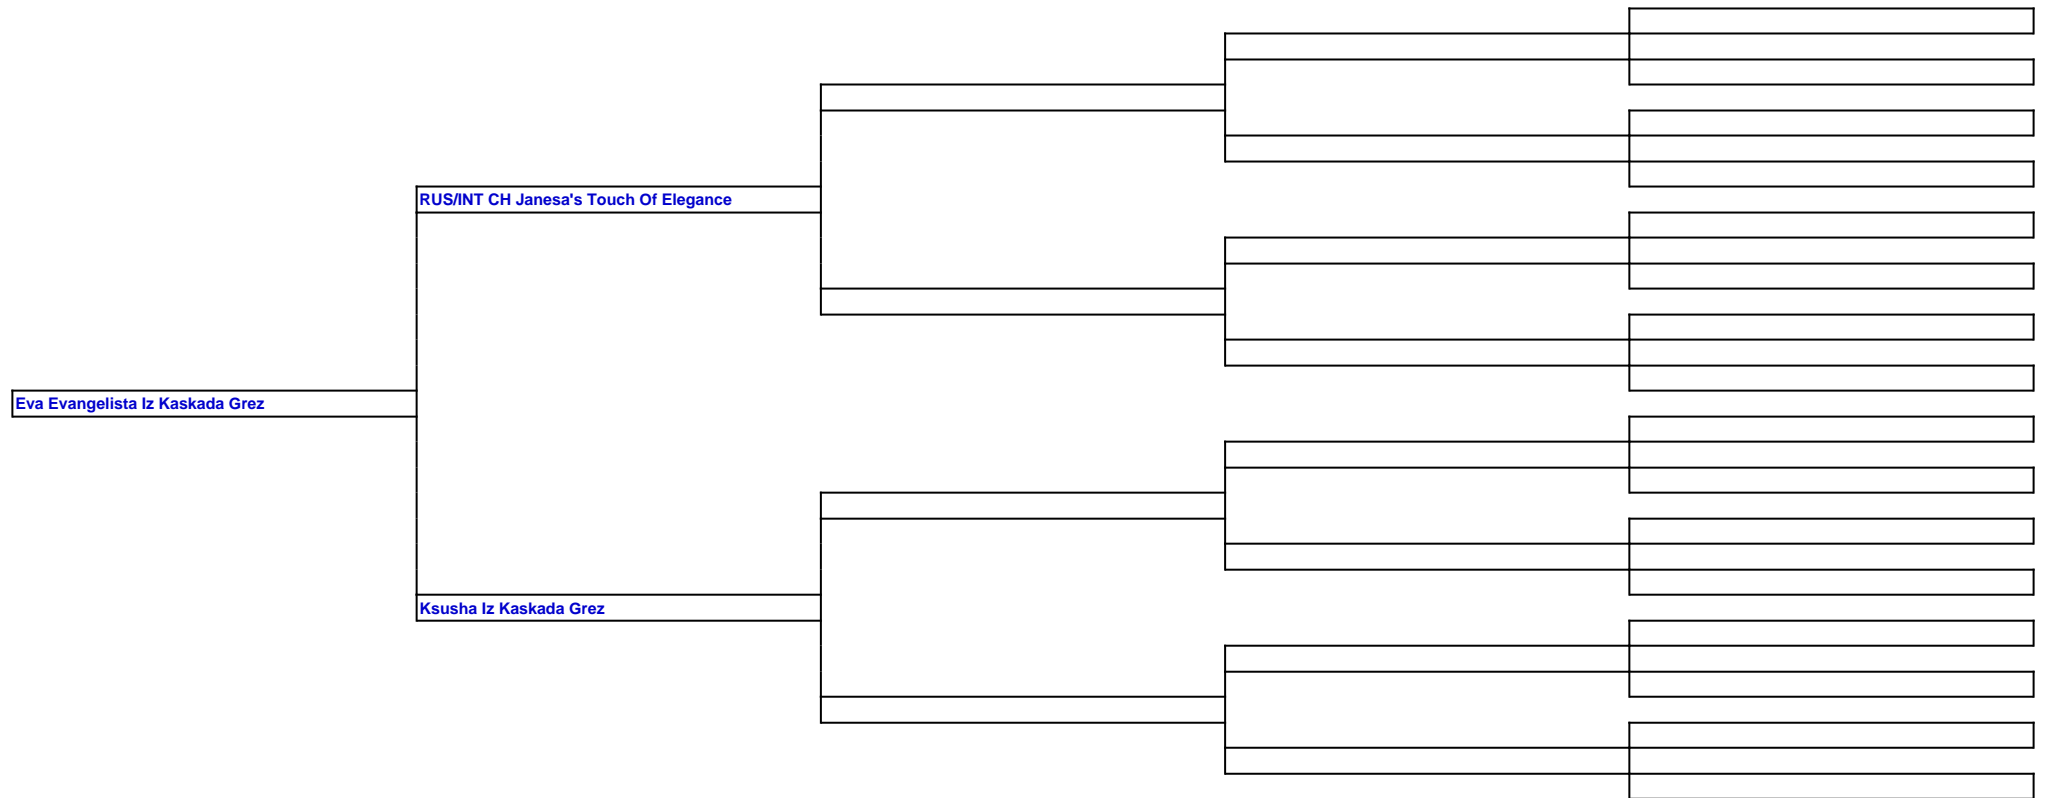 RUS/INT CH Janesa's Touch Of Elegance
Eva Evangelista Iz Kaskada Grez
Ksusha Iz Kaskada Grez